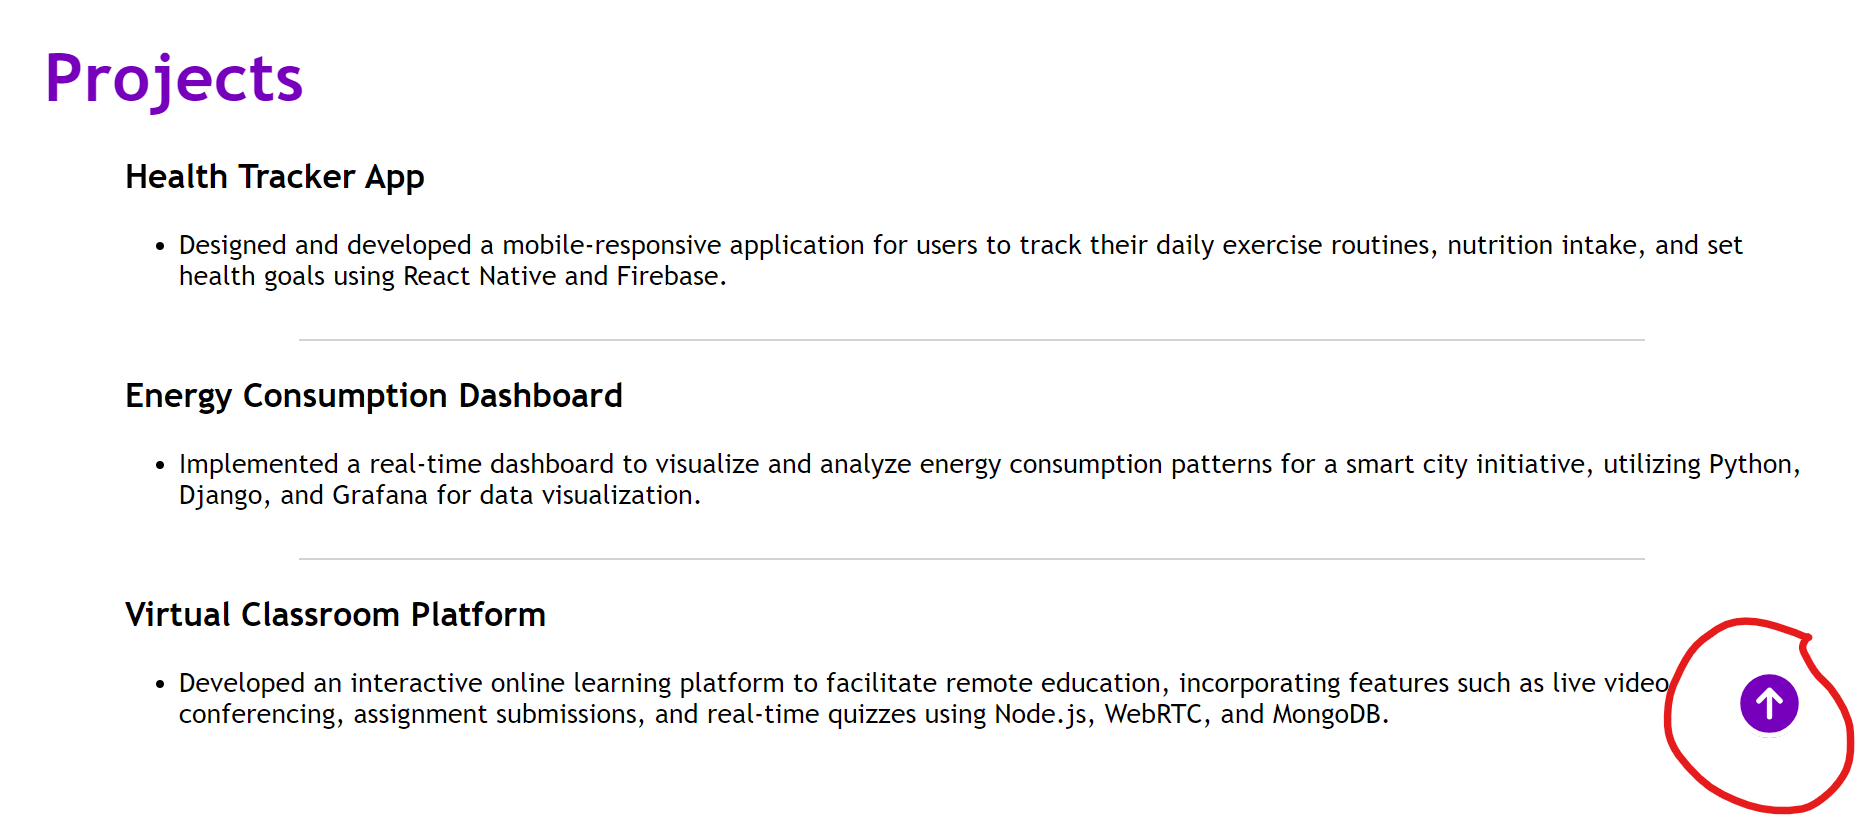 Projects
Health Tracker App
• Designed and developed a mobile-responsive application for users to track their daily exercise routines, nutrition intake, and set
health goals using React Native and Firebase.
Energy Consumption Dashboard
• Implemented a real-time dashboard to visualize and analyze energy consumption patterns for a smart city initiative, utilizing Python,
Django, and Grafana for data visualization.
Virtual Classroom Platform
• Developed an interactive online learning platform to facilitate remote education, incorporating features such as live video
conferencing, assignment submissions, and real-time quizzes using Node.js, WebRTC, and MongoDB.